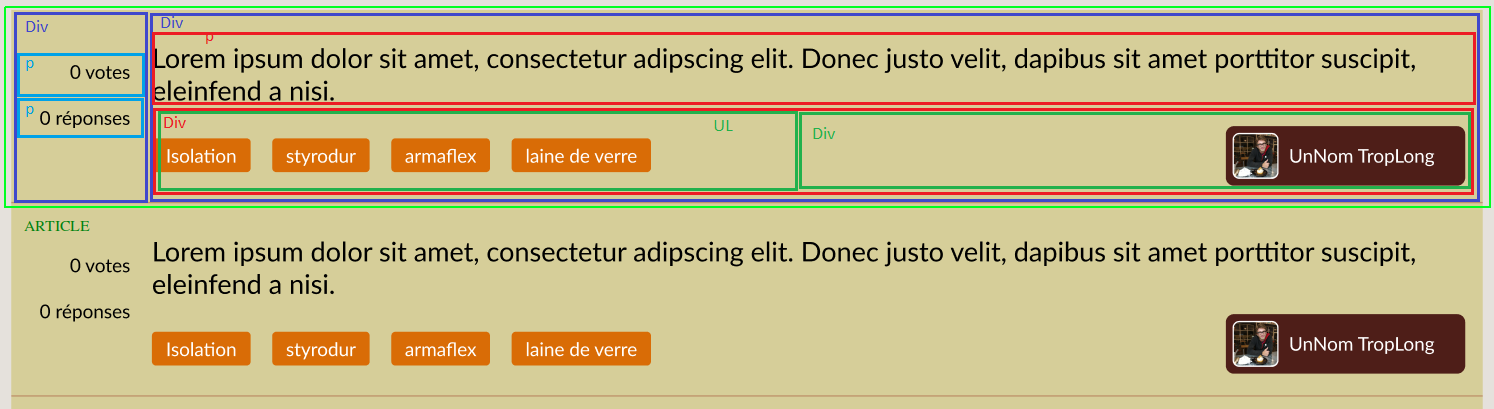 Div
Div
p
p
0 votes
Lorem ipsum dolor sit amet, consectetur adipscing elit. Donec justo velit, dapibus sit amet porttitor suscipit,
eleinfend a nisi.
p
0 réponses
Div
UL
Div
Isolation
styrodur
armaflex
laine de verre
UnNom TropLong
ARTICLE
0 votes
Lorem ipsum dolor sit amet, consectetur adipscing elit. Donec justo velit, dapibus sit amet porttitor suscipit,
eleinfend a nisi.
0 réponses
Isolation
styrodur
armaflex
laine de verre
UnNom TropLong